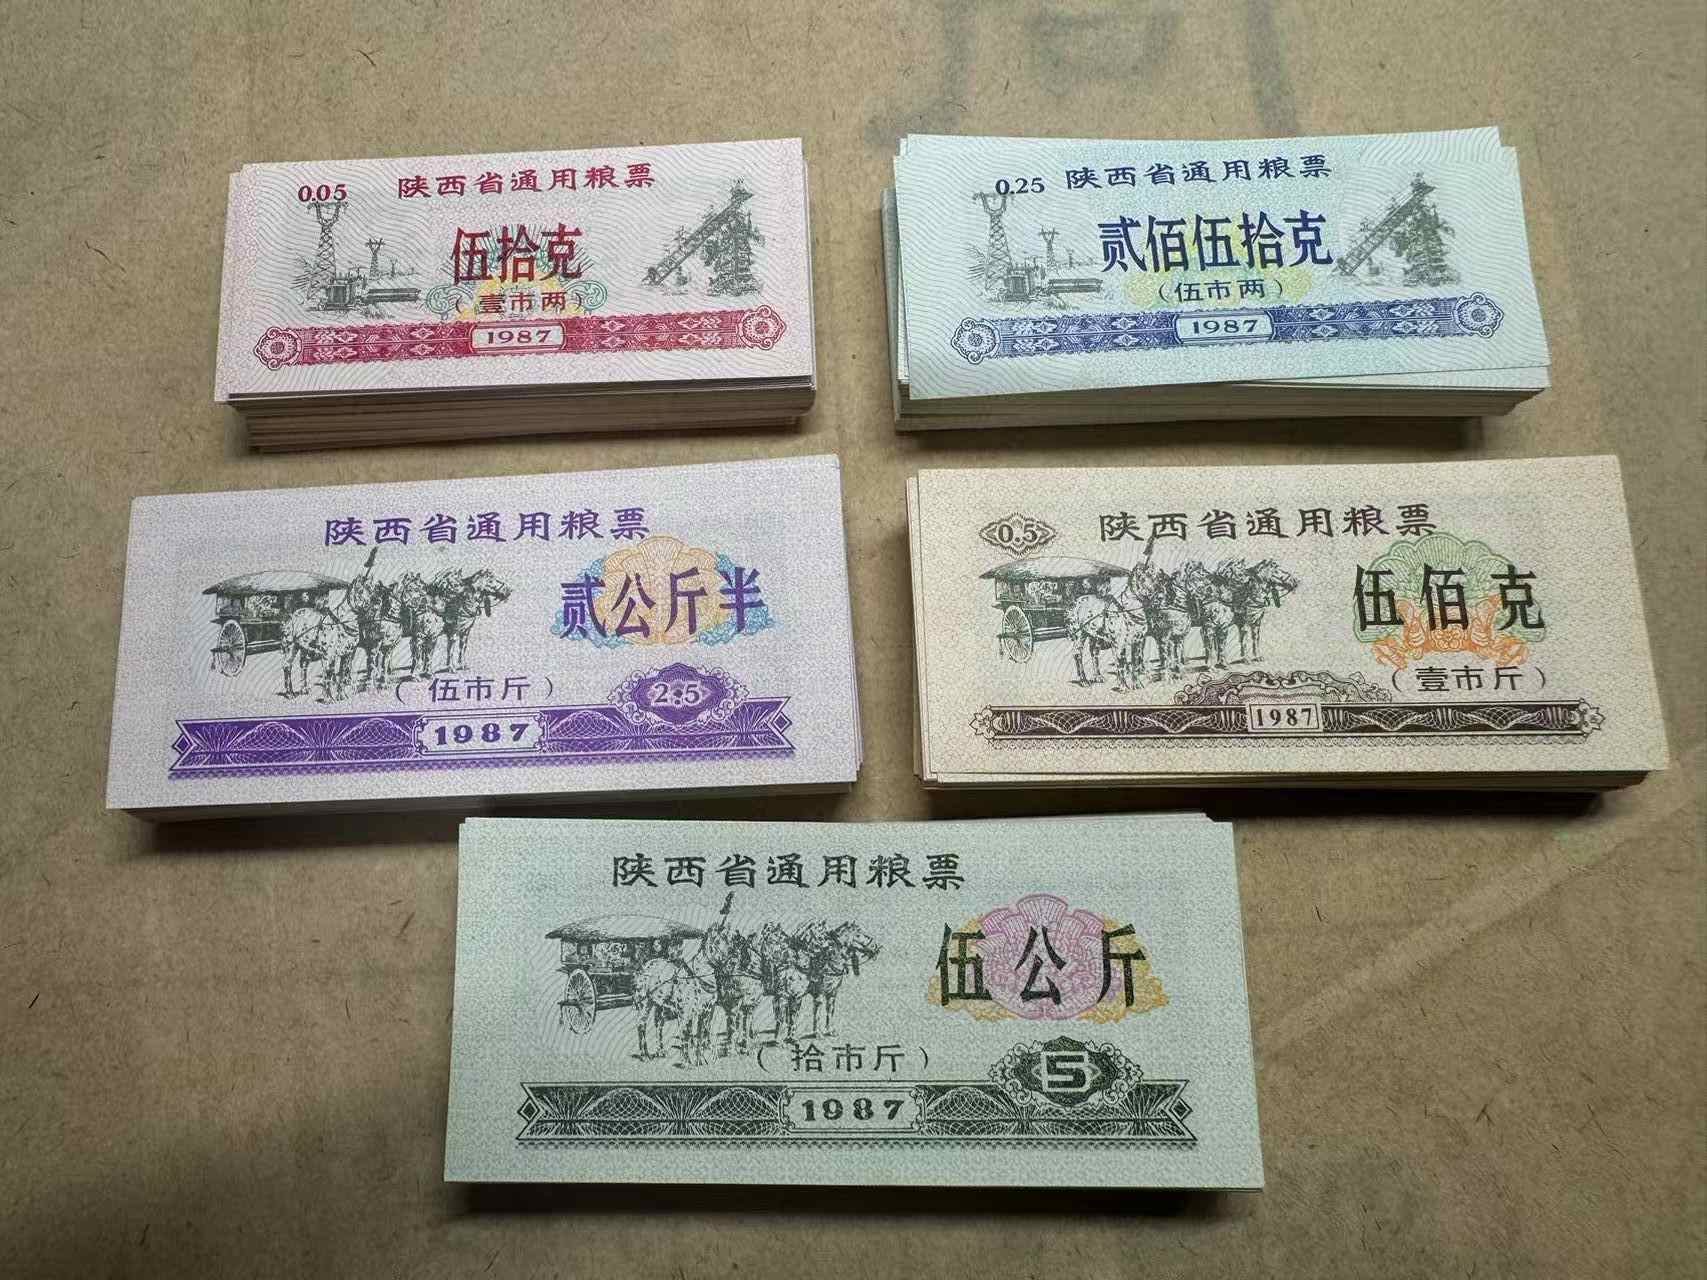 0.05 陕西省通用粮票
伍拾克
(壹市两)
1987
0.25 陕西省通用粮票
贰佰伍拾克
(伍市两)
1987
陕西省通用粮票
贰公斤半
(伍市斤)
2.5
1987
0.5 陕西省通用粮票
伍佰克
(壹市斤)
1987
陕西省通用粮票
伍公斤
(拾市斤)
5
1987